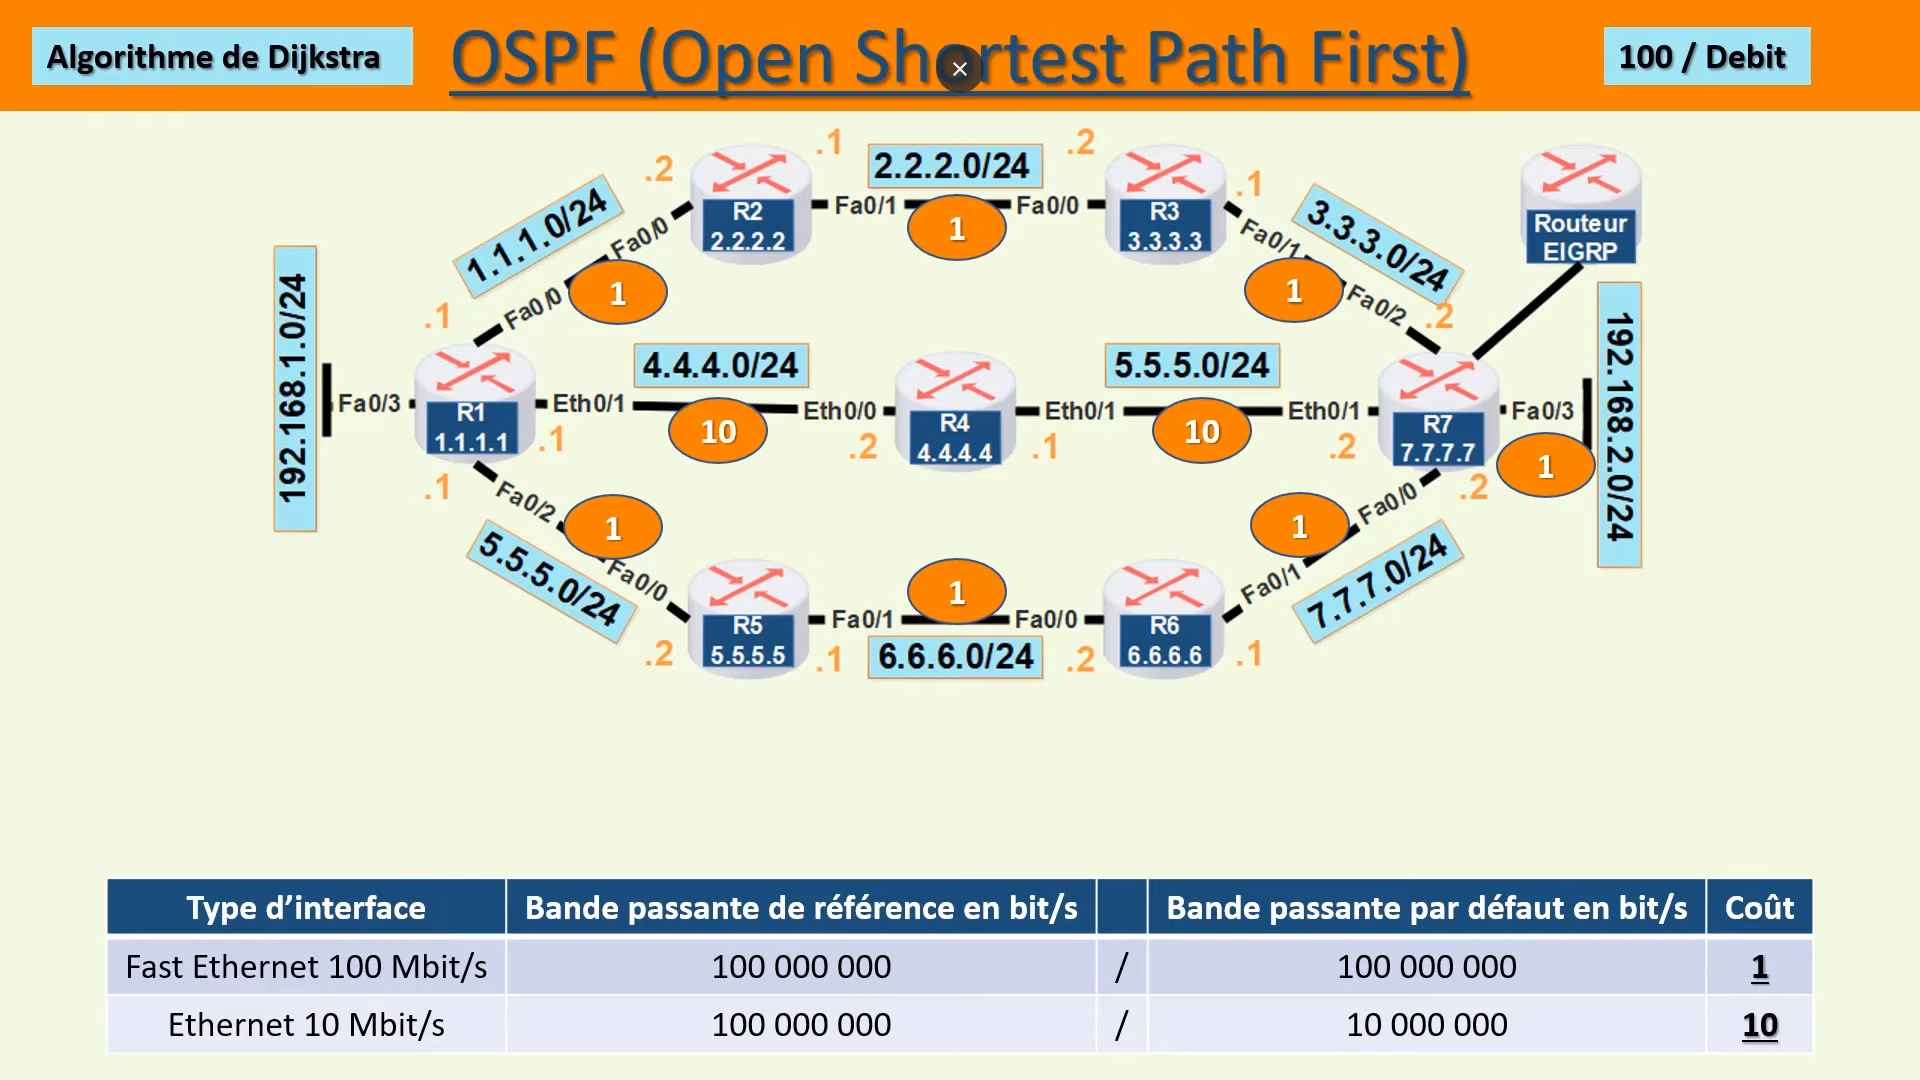 Algorithme de Dijkstra
OSPF (Open Shortest Path First)
100 / Debit
.2
.1
2.2.2.0/24
.2
.1
1.1.1.0/24
Fa0/0
R2
2.2.2.2
Fa0/1
1
Fa0/0
R3
3.3.3.3
Fa0/1
3.3.3.0/24
Routeur
EIGRP
Fa0/0
1
1
Fa0/2
.1
.2
192.168.1.0/24
Fa0/3
R1
1.1.1.1
Eth0/1
.1
4.4.4.0/24
10
Eth0/0
.2
R4
4.4.4.4
Eth0/1
.1
5.5.5.0/24
10
Eth0/1
.2
R7
7.7.7.7
Fa0/3
1
192.168.2.0/24
.1
Fa0/2
1
5.5.5.0/24
Fa0/0
.2
R5
5.5.5.5
Fa0/1
.1
1
6.6.6.0/24
Fa0/0
.2
R6
6.6.6.6
Fa0/1
.1
1
Fa0/0
.2
7.7.7.0/24
Type d’interface Bande passante de référence en bit/s Bande passante par défaut en bit/s Coût
Fast Ethernet 100 Mbit/s 100 000 000 / 100 000 000 1
Ethernet 10 Mbit/s 100 000 000 / 10 000 000 10